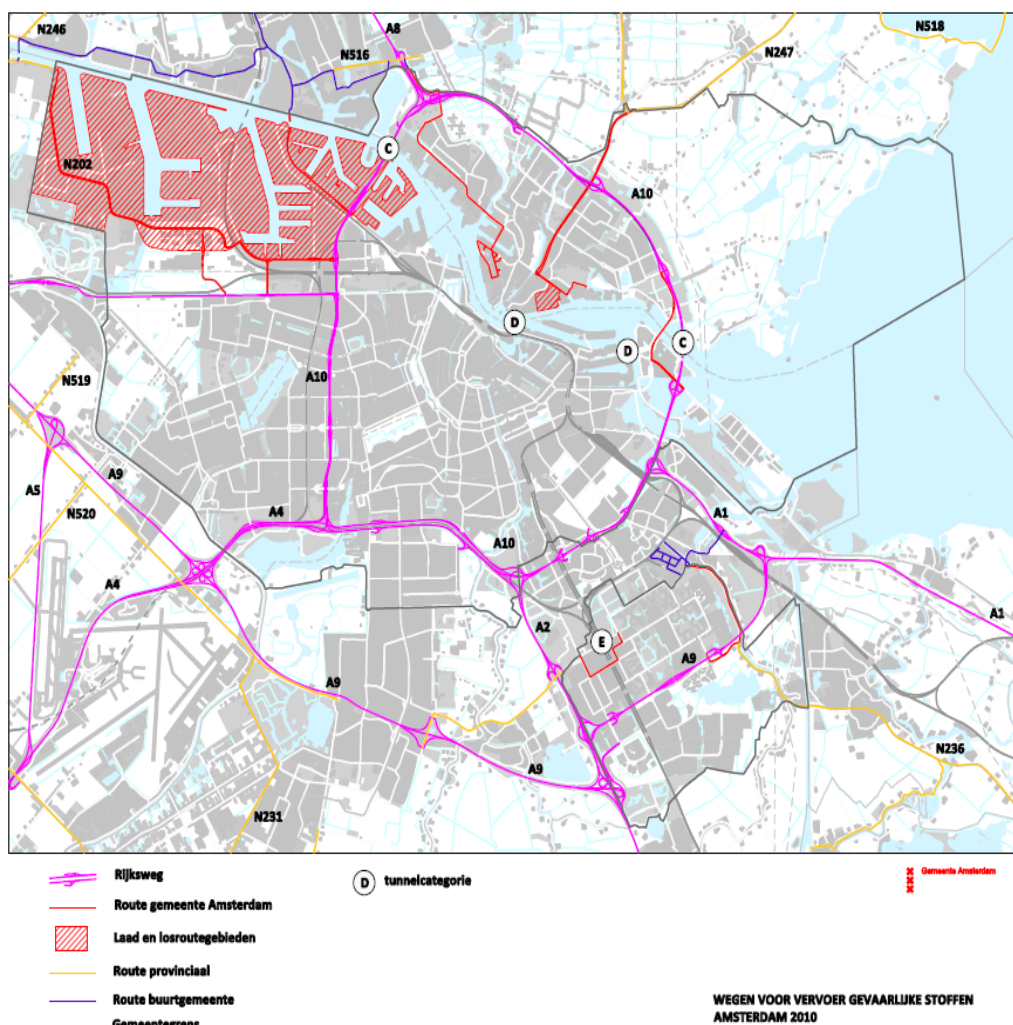 N246
A8
N518
N516
N247
C
N202
A10
D
D
C
A10
N519
A9
A5
N520
A4
A10
A1
A4
A2
A1
E
A9
A9
N236
A9
N231
Rijksweg
D tunnelcategorie
Gemeente Amsterdam
Route gemeente Amsterdam
Laad en losroutegebieden
Route provinciaal
Route buurtgemeente
WEGEN VOOR VERVOER GEVAARLIJKE STOFFEN
AMSTERDAM 2010
Gemeentegrens